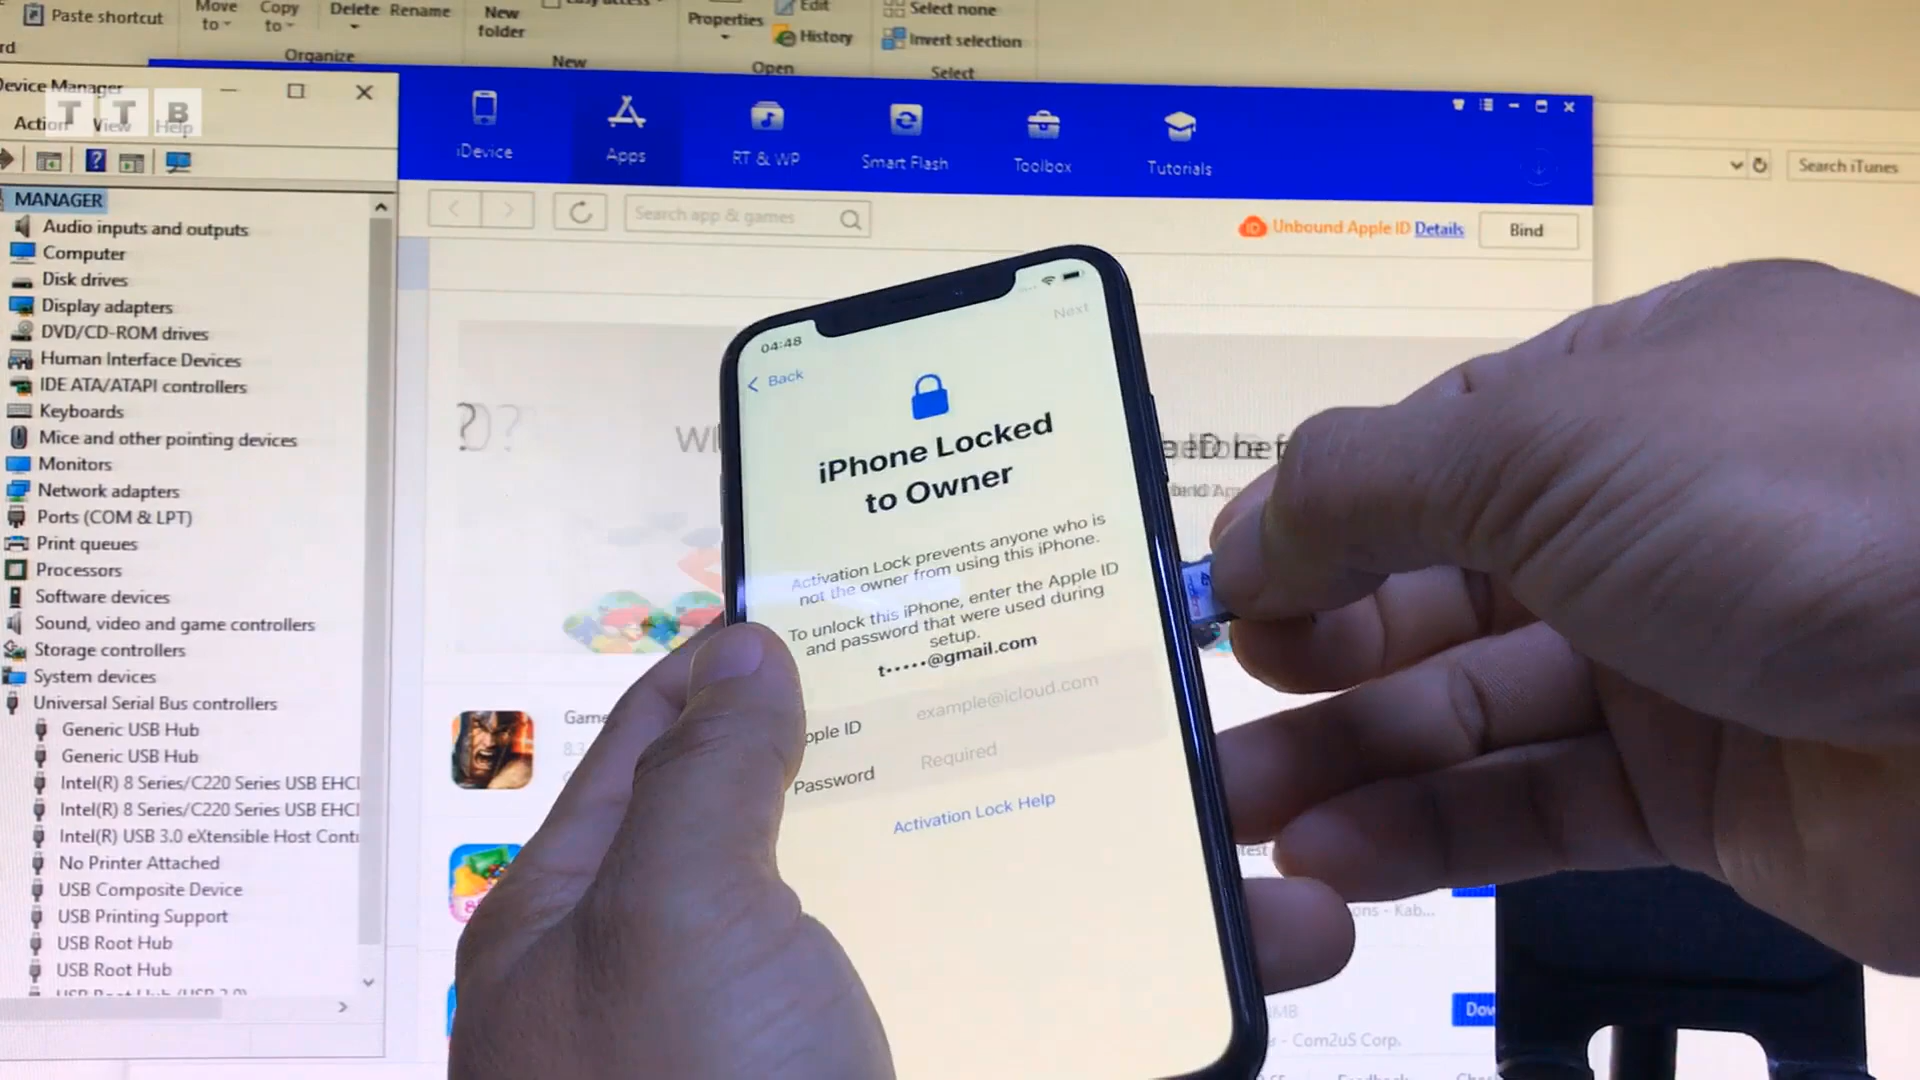 Paste shortcut
Move to
Copy to
Delete
Rename
Organize
New folder
New
Properties
Edit
History
Open
Select none
Invert selection
Select
Device Manager
TTB
Action
View
Help
MANAGER
Audio inputs and outputs
Computer
Disk drives
Display adapters
DVD/CD-ROM drives
Human Interface Devices
IDE ATA/ATAPI controllers
Keyboards
Mice and other pointing devices
Monitors
Network adapters
Ports (COM & LPT)
Print queues
Processors
Software devices
Sound, video and game controllers
Storage controllers
System devices
Universal Serial Bus controllers
Generic USB Hub
Generic USB Hub
Intel(R) 8 Series/C220 Series USB EHCI
Intel(R) 8 Series/C220 Series USB EHCI
Intel(R) USB 3.0 eXtensible Host Cont
No Printer Attached
USB Composite Device
USB Printing Support
USB Root Hub
USB Root Hub
iDevice
Apps
RT & WP
Smart Flash
Toolbox
Tutorials
Search iTunes
Search app & games
Unbound Apple ID Details
Bind
04:48
Next
Back
iPhone Locked
to Owner
Activation Lock prevents anyone who is
not the owner from using this iPhone.
To unlock this iPhone, enter the Apple ID
and password that were used during
setup.
t•••••@gmail.com
pple ID
example@icloud.com
Password
Required
Activation Lock Help
Game
8.3
ons - Kab...
Dow
- Com2uS Corp.